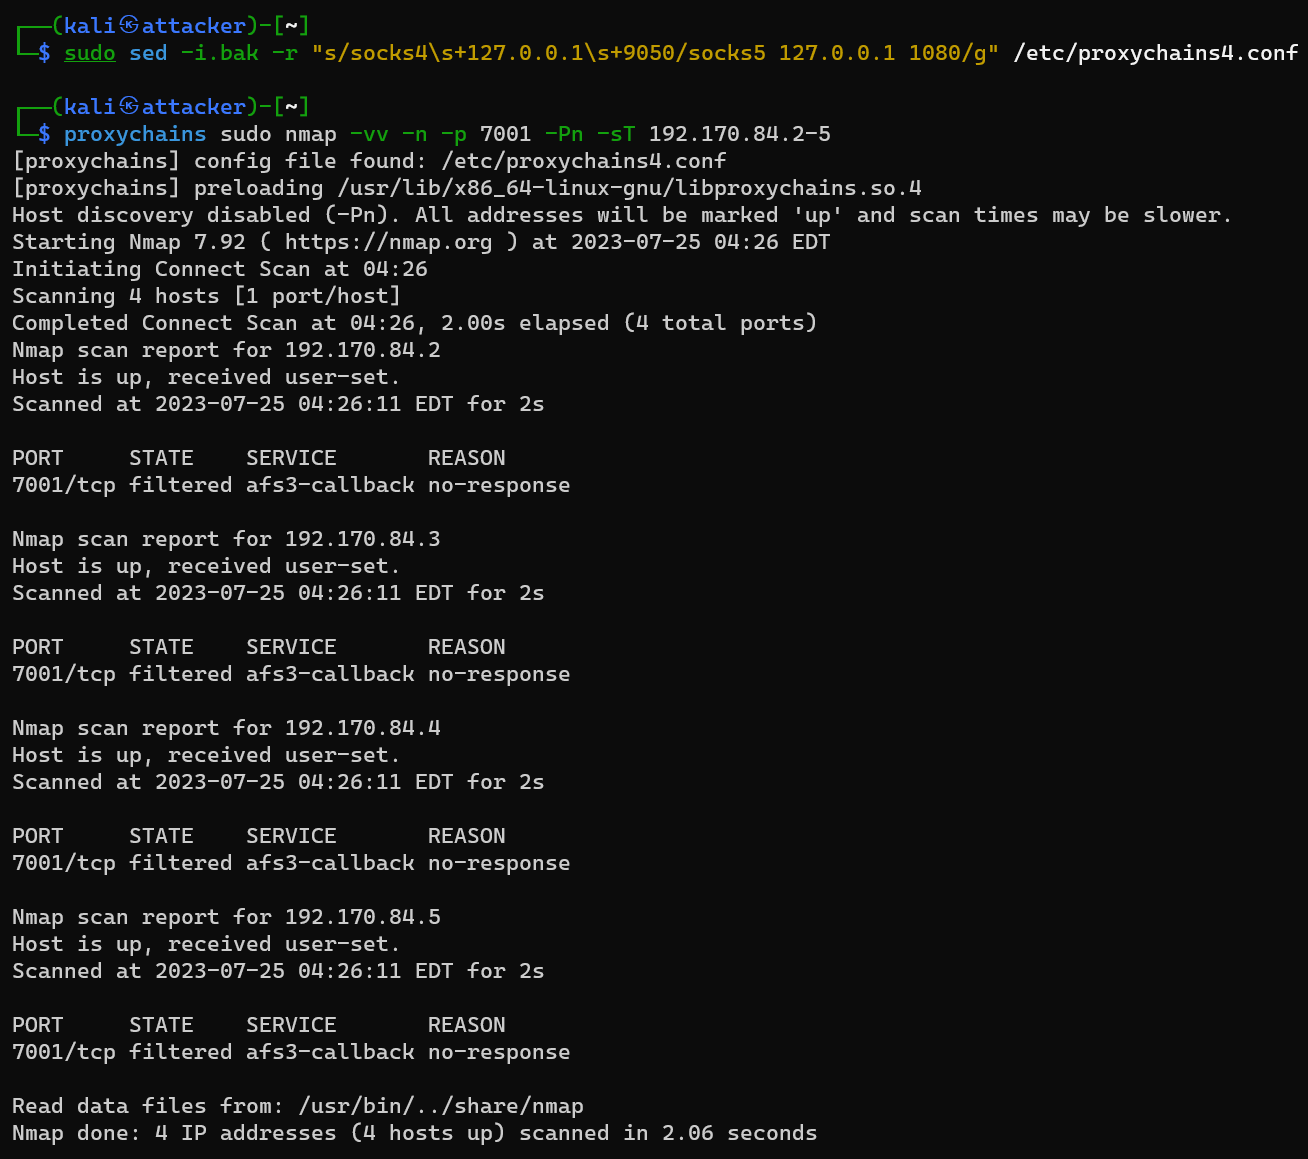 ┌──(kali㉿attacker)-[~]
└─$ sudo sed -i.bak -r "s/socks4\s+127.0.0.1\s+9050/socks5 127.0.0.1 1080/g" /etc/proxychains4.conf
┌──(kali㉿attacker)-[~]
└─$ proxychains sudo nmap -vv -n -p 7001 -Pn -sT 192.170.84.2-5
[proxychains] config file found: /etc/proxychains4.conf
[proxychains] preloading /usr/lib/x86_64-linux-gnu/libproxychains.so.4
Host discovery disabled (-Pn). All addresses will be marked 'up' and scan times may be slower.
Starting Nmap 7.92 ( https://nmap.org ) at 2023-07-25 04:26 EDT
Initiating Connect Scan at 04:26
Scanning 4 hosts [1 port/host]
Completed Connect Scan at 04:26, 2.00s elapsed (4 total ports)
Nmap scan report for 192.170.84.2
Host is up, received user-set.
Scanned at 2023-07-25 04:26:11 EDT for 2s
PORT     STATE    SERVICE       REASON
7001/tcp filtered afs3-callback no-response
Nmap scan report for 192.170.84.3
Host is up, received user-set.
Scanned at 2023-07-25 04:26:11 EDT for 2s
PORT     STATE    SERVICE       REASON
7001/tcp filtered afs3-callback no-response
Nmap scan report for 192.170.84.4
Host is up, received user-set.
Scanned at 2023-07-25 04:26:11 EDT for 2s
PORT     STATE    SERVICE       REASON
7001/tcp filtered afs3-callback no-response
Nmap scan report for 192.170.84.5
Host is up, received user-set.
Scanned at 2023-07-25 04:26:11 EDT for 2s
PORT     STATE    SERVICE       REASON
7001/tcp filtered afs3-callback no-response
Read data files from: /usr/bin/../share/nmap
Nmap done: 4 IP addresses (4 hosts up) scanned in 2.06 seconds